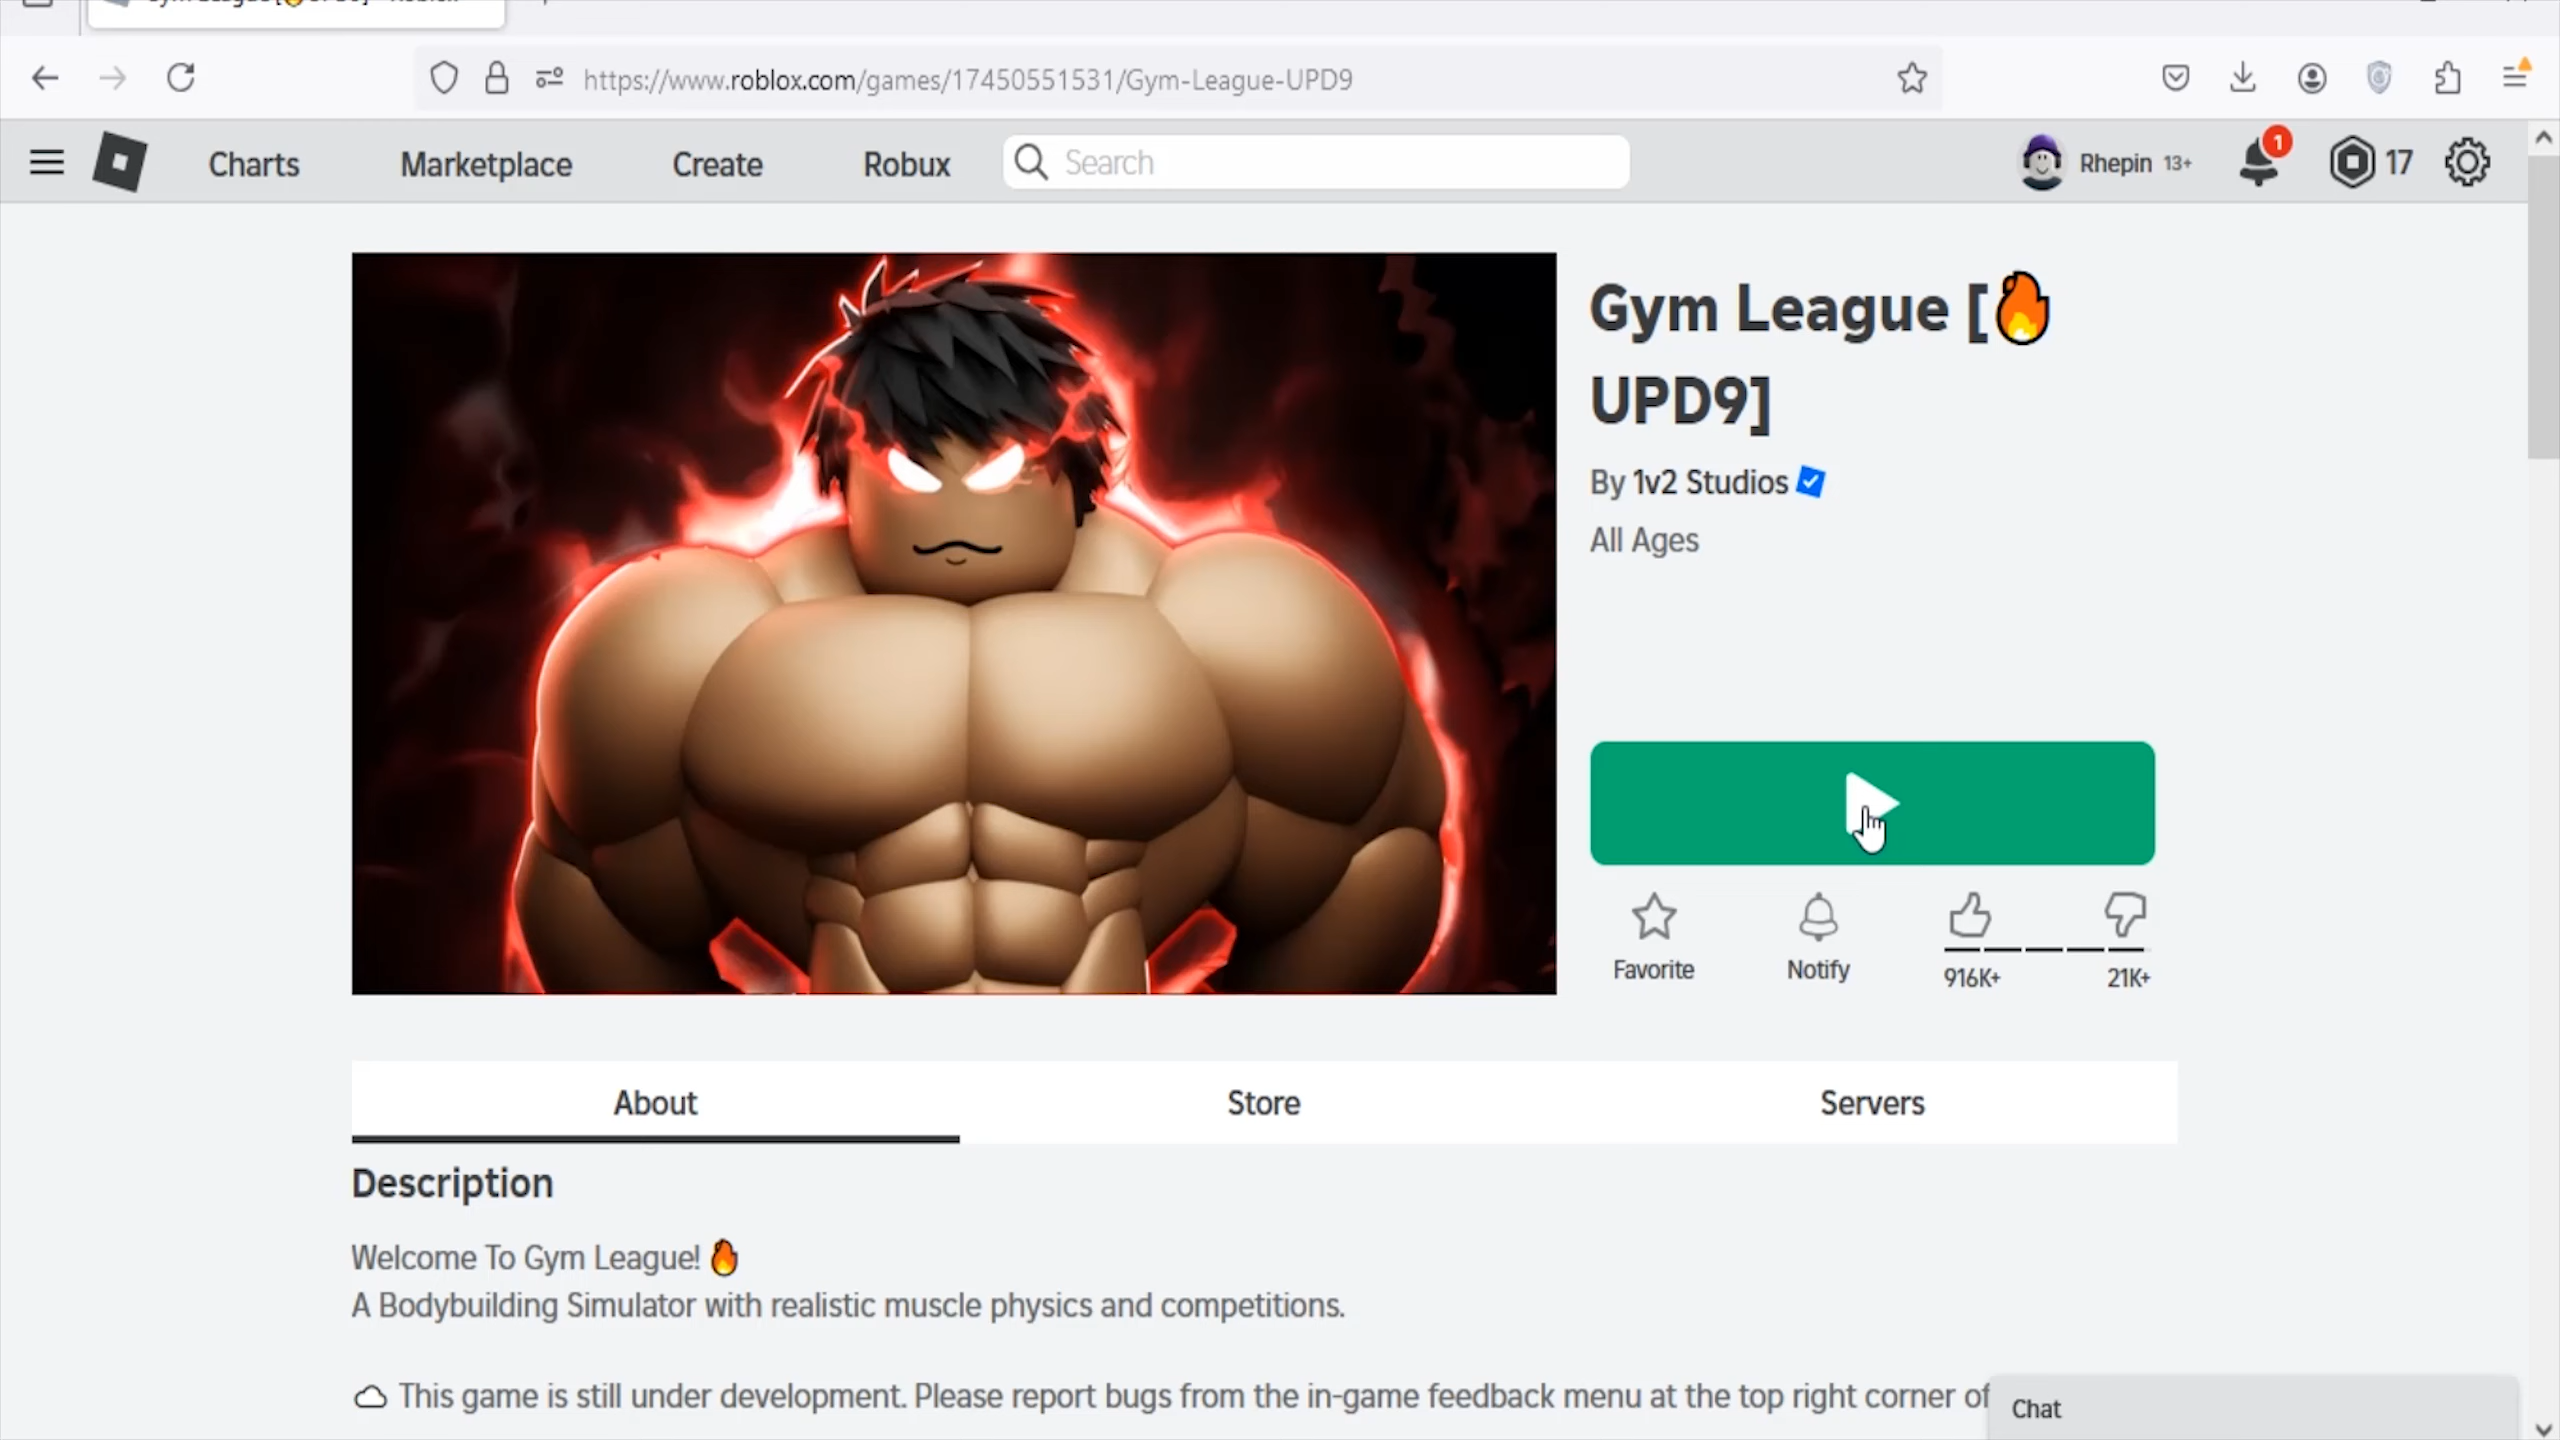 https://www.roblox.com/games/17450551531/Gym-League-UPD9
Charts Marketplace Create Robux Search Rhepin 13+ 1 17
Gym League [🔥
UPD9]
By 1v2 Studios
All Ages
Favorite Notify 916K+ 21K+
About Store Servers
Description
Welcome To Gym League! 🔥
A Bodybuilding Simulator with realistic muscle physics and competitions.
This game is still under development. Please report bugs from the in-game feedback menu at the top right corner of
Chat